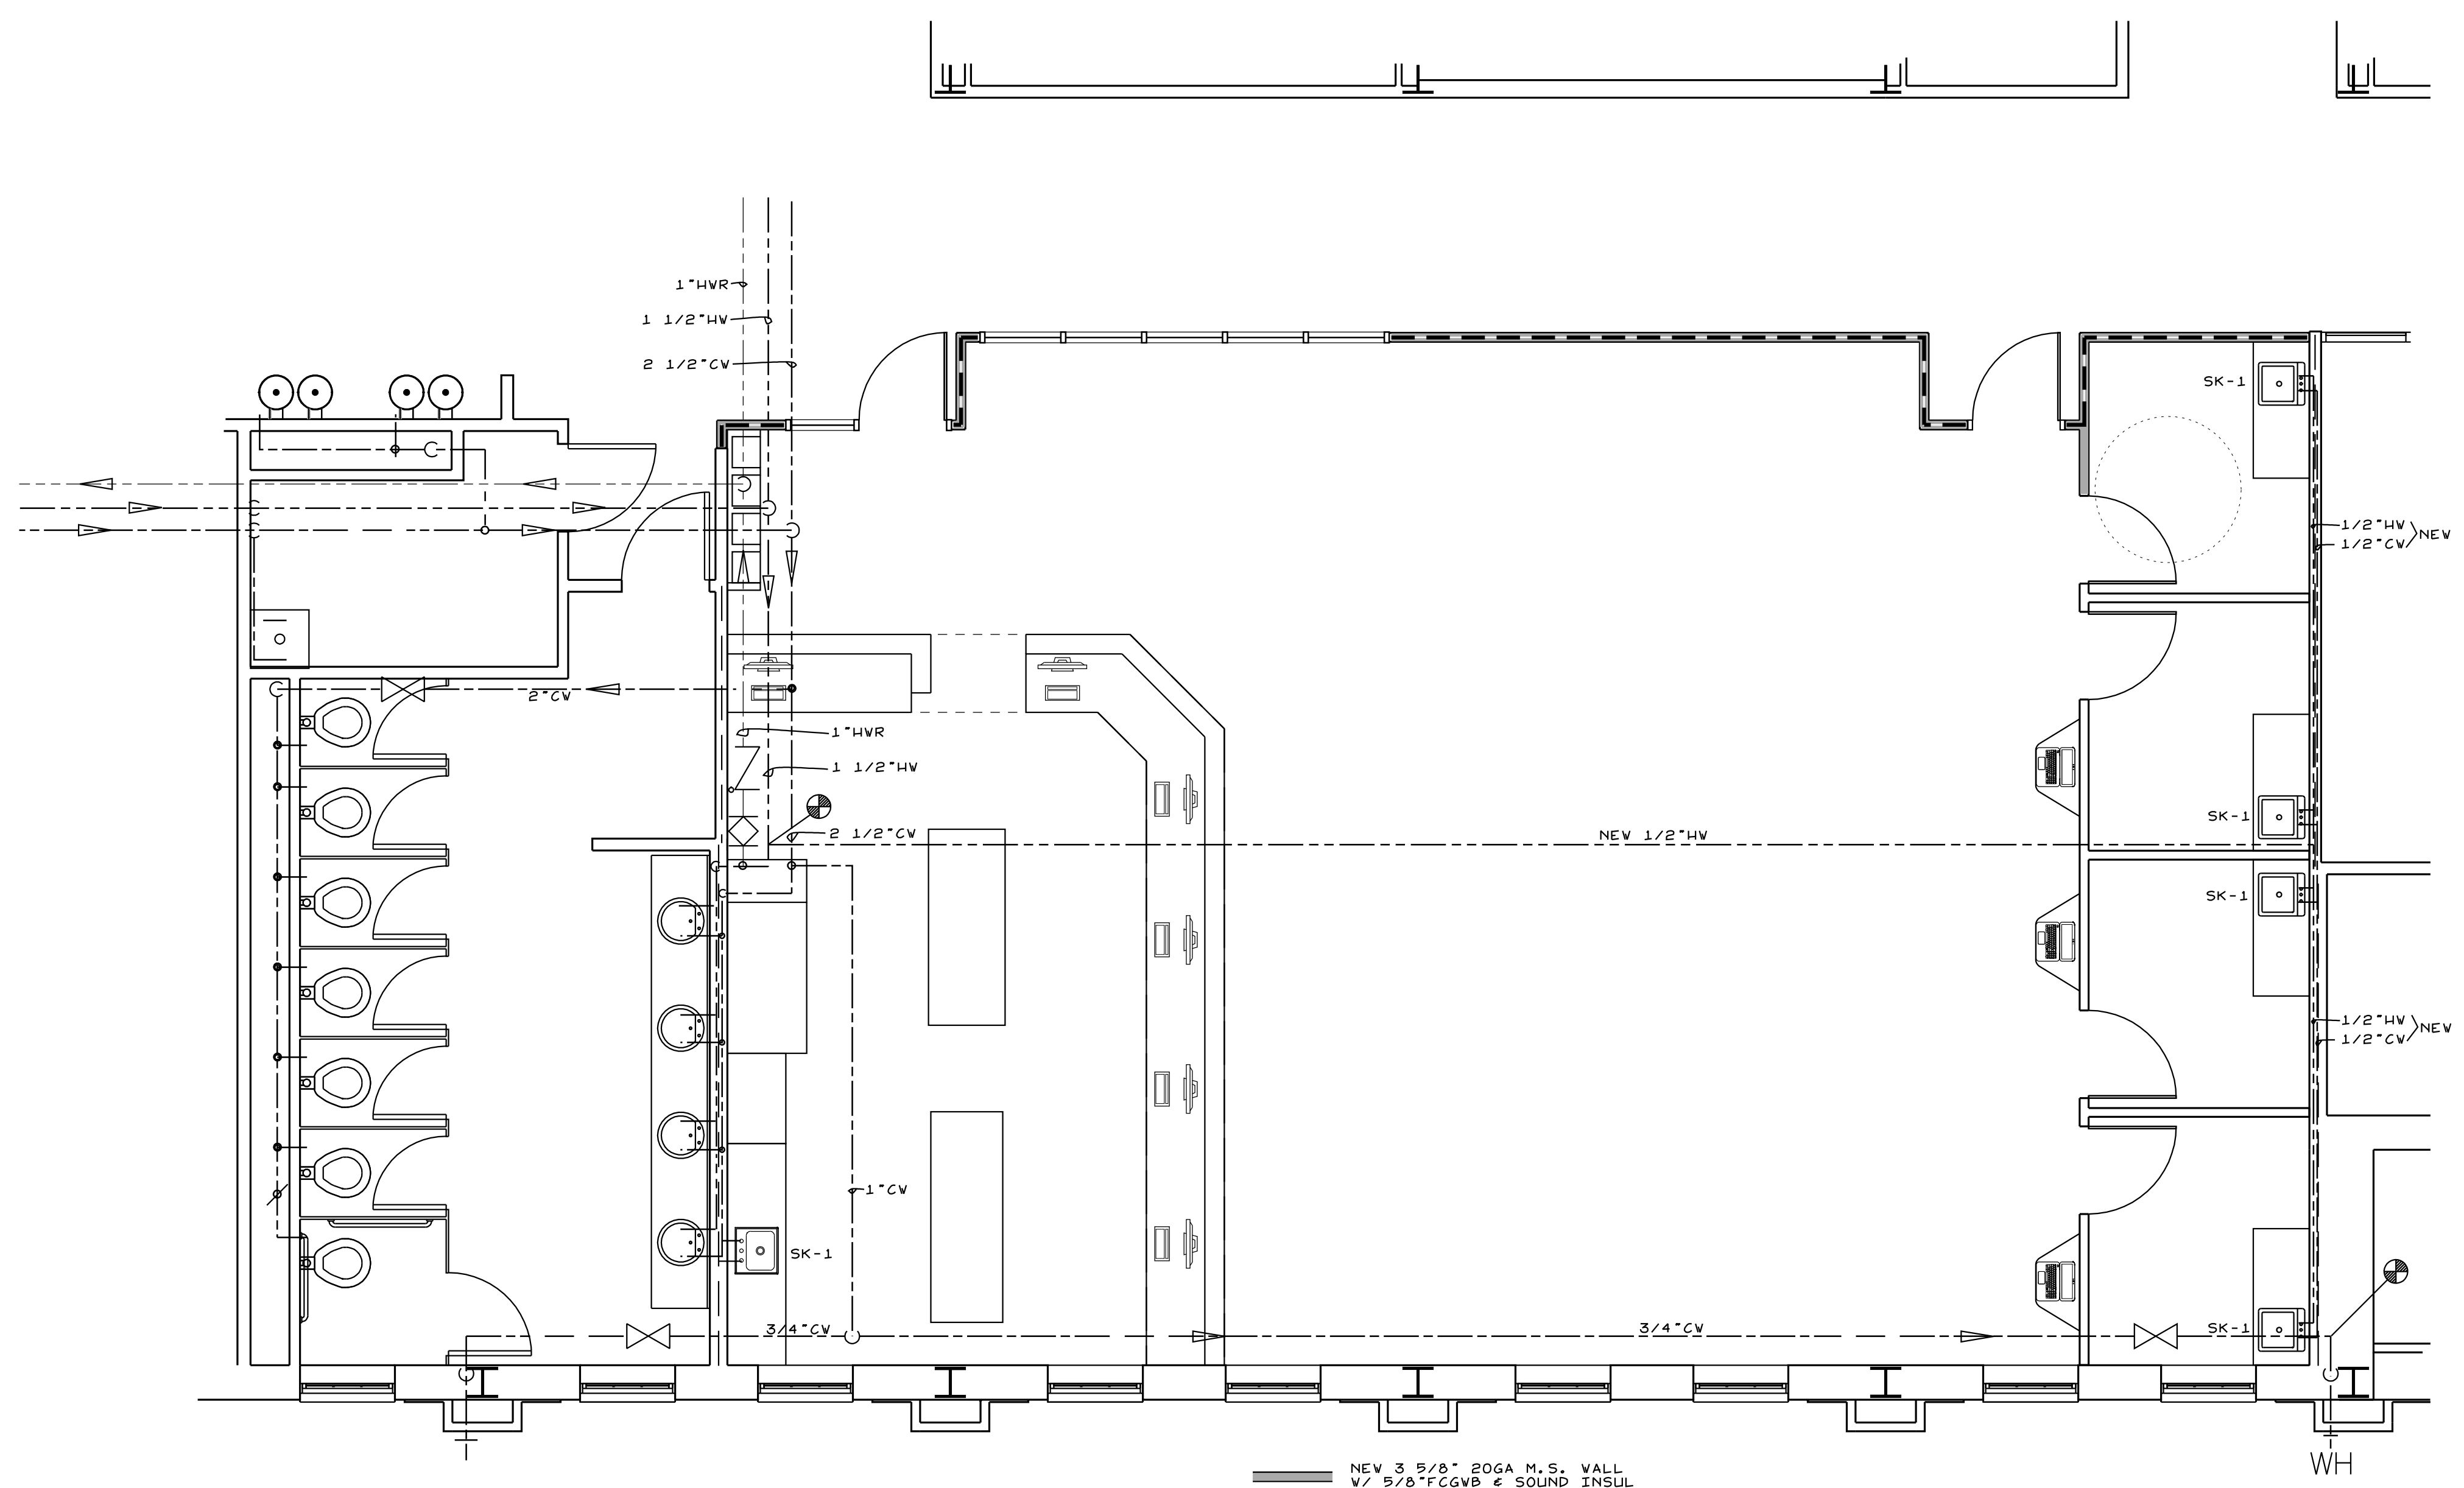 1"HWR
1 1/2"HW
2 1/2"CW
SK-1
1/2"HW
1/2"CW
NEW
2"CW
1"HWR
1 1/2"HW
2 1/2"CW
NEW 1/2"HW
SK-1
SK-1
1/2"HW
1/2"CW
NEW
1"CW
SK-1
3/4"CW
3/4"CW
SK-1
WH
NEW 3 5/8" 20GA M.S. WALL
W/ 5/8"FCGWB & SOUND INSUL